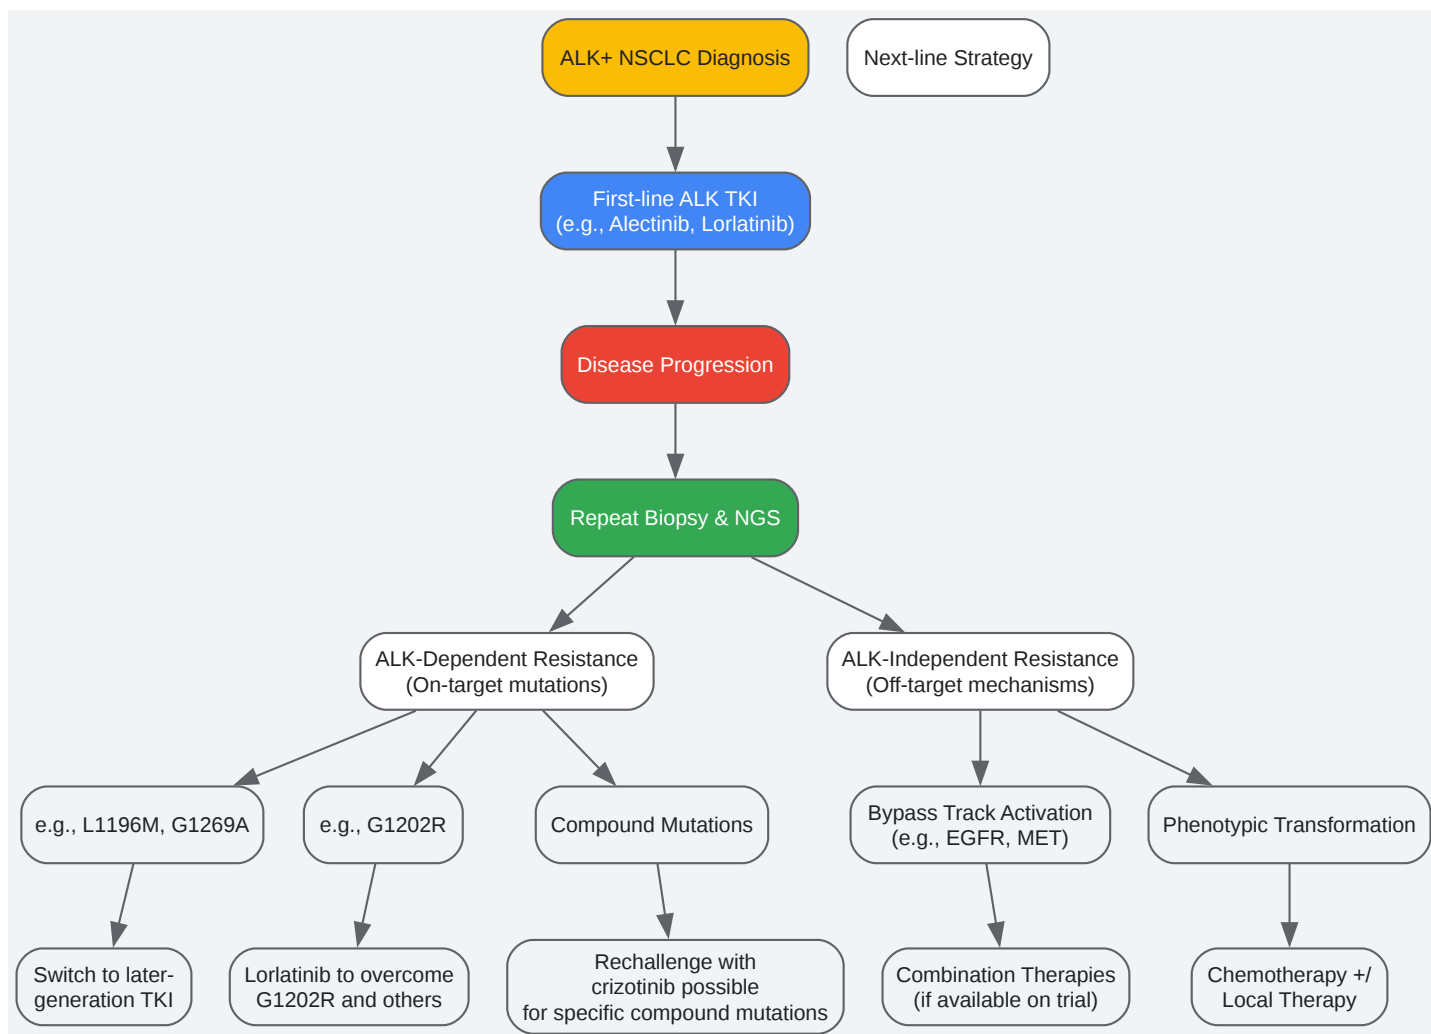 ALK+ NSCLC Diagnosis
Next-line Strategy
First-line ALK TKI
(e.g., Alectinib, Lorlatinib)
Disease Progression
Repeat Biopsy & NGS
ALK-Dependent Resistance
(On-target mutations)
ALK-Independent Resistance
(Off-target mechanisms)
e.g., L1196M, G1269A
e.g., G1202R
Compound Mutations
Bypass Track Activation
(e.g., EGFR, MET)
Phenotypic Transformation
Switch to later-
generation TKI
Lorlatinib to overcome
G1202R and others
Rechallenge with
crizotinib possible
for specific compound mutations
Combination Therapies
(if available on trial)
Chemotherapy +/
Local Therapy